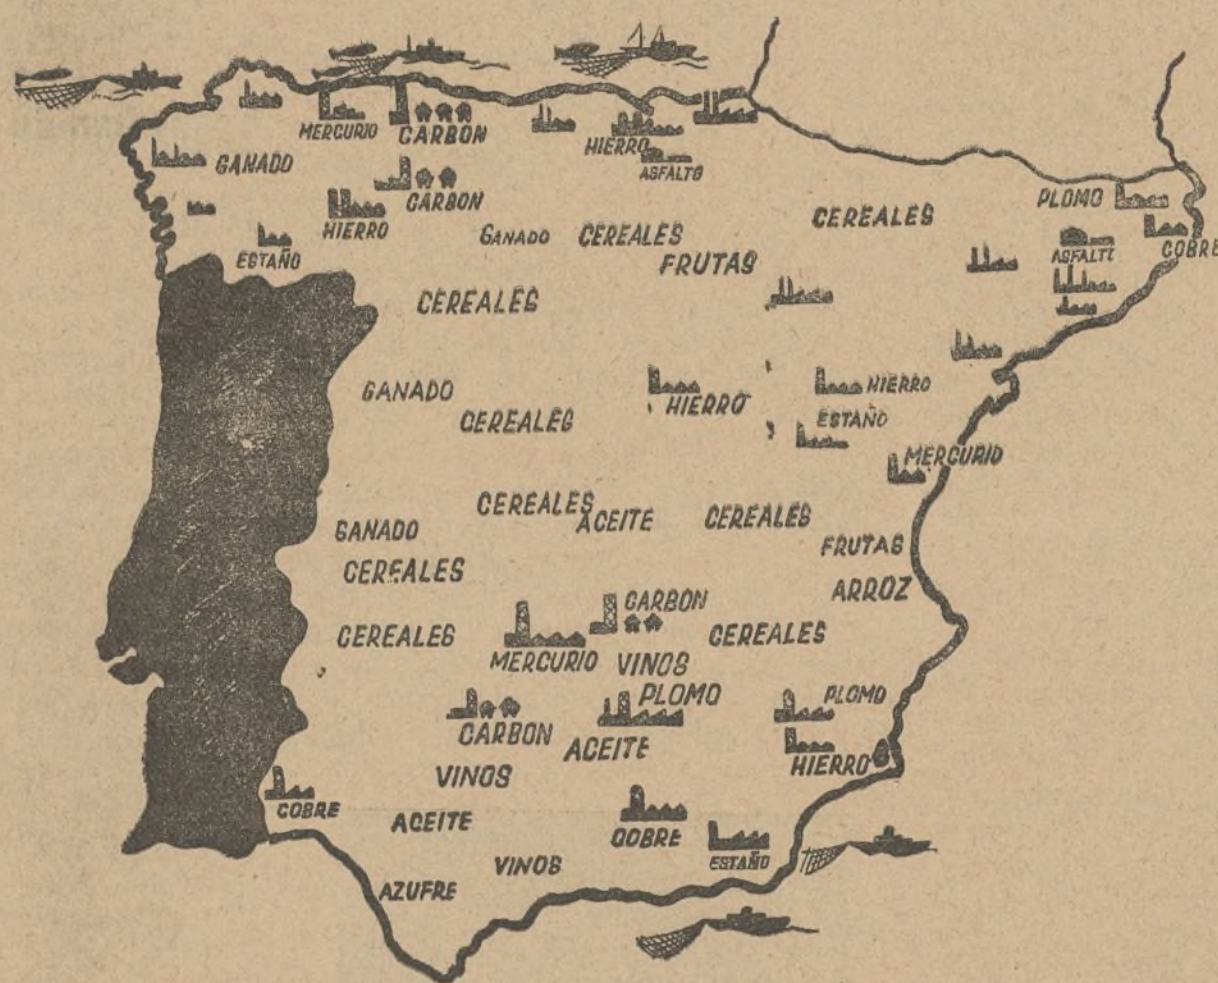 MERCURIO
CARBON
HIERRO
ASFALTO
GANADO
CARBON
HIERRO
ESTAÑO
GANADO
CEREALES
FRUTAS
CEREALES
PLOMO
COBRE
ASFALTE
CEREALES
GANADO
CEREALES
HIERRO
HIERRO
ESTAÑO
MERCURIO
CEREALES
ACEITE
CEREALES
GANADO
CEREALES
FRUTAS
ARROZ
CARBON
CEREALES
MERCURIO
VINOS
CEREALES
PLOMO
PLOMO
CARBON
ACEITE
HIERRO
VINOS
COBRE
ACEITE
COBRE
ESTAÑO
VINOS
AZUFRE